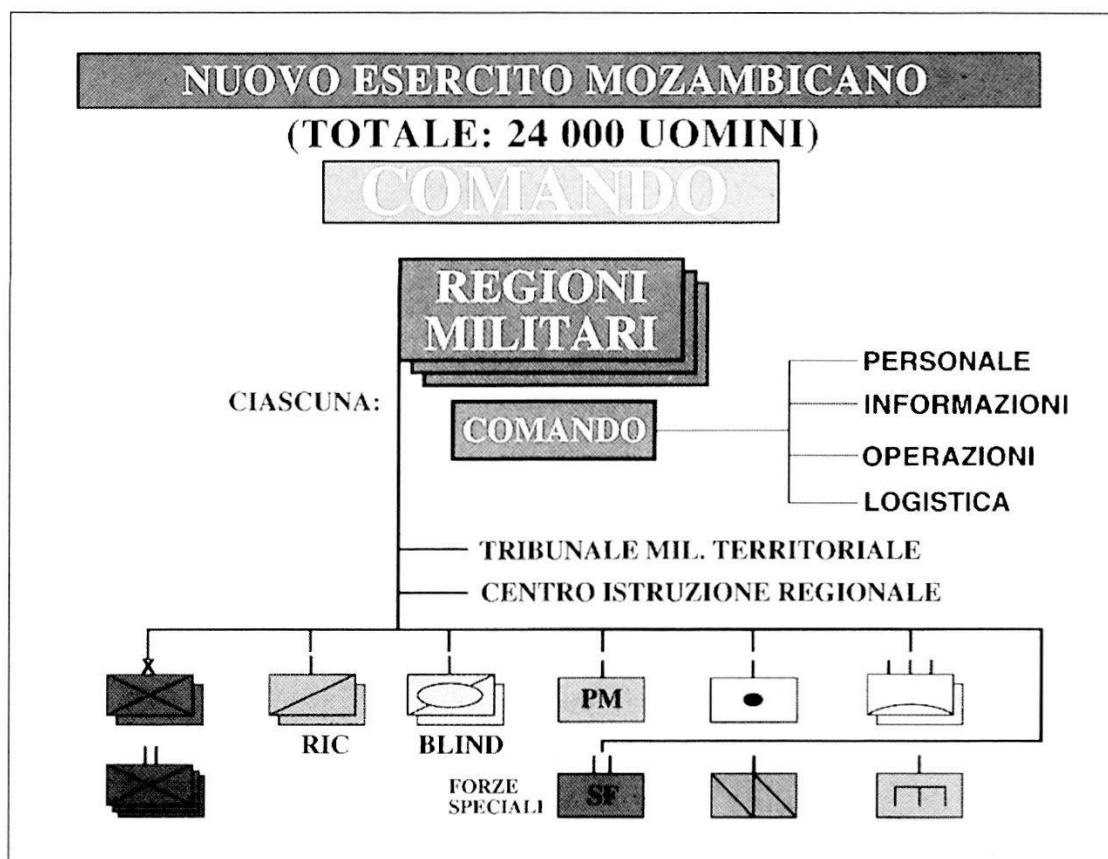 NUOVO ESERCITO MOZAMBICANO
(TOTALE: 24 000 UOMINI)
COMANDO
REGIONI
MILITARI
CIASCUNA:
COMANDO
PERSONALE
INFORMAZIONI
OPERAZIONI
LOGISTICA
TRIBUNALE MIL. TERRITORIALE
CENTRO ISTRUZIONE REGIONALE
X
PM
RIC
BLIND
FORZE
SPECIALI
SF